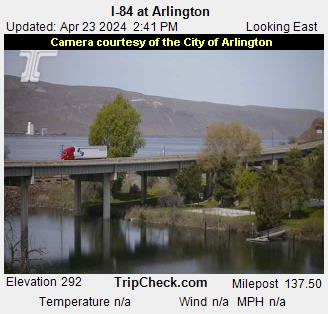 I-84 at Arlington
Updated: Apr 23 2024 2:41 PM Looking East
Camera courtesy of the City of Arlington
Elevation 292 TripCheck.com Milepost 137.50
Temperature n/a Wind n/a MPH n/a